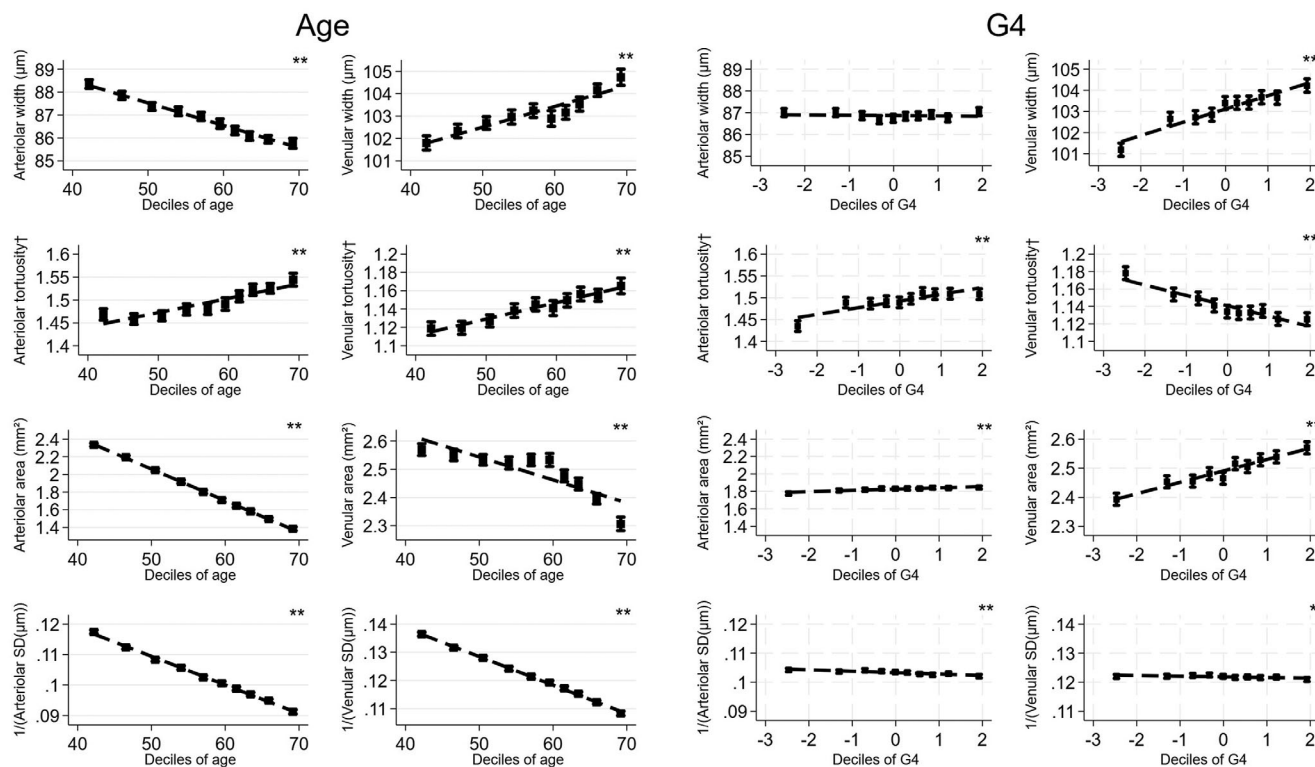 Age
G4
Arteriolar width (µm)
89
88
87
86
85
**
40 50 60 70
Deciles of age
Venular width (µm)
105
104
103
102
101
**
40 50 60 70
Deciles of age
Arteriolar width (µm)
89
88
87
86
85
-3 -2 -1 0 1 2
Deciles of G4
Venular width (µm)
105
104
103
102
101
**
-3 -2 -1 0 1 2
Deciles of G4
Arteriolar tortuosity†
1.6
1.55
1.5
1.45
1.4
**
40 50 60 70
Deciles of age
Venular tortuosity†
1.2
1.18
1.16
1.14
1.12
1.1
**
40 50 60 70
Deciles of age
Arteriolar tortuosity†
1.6
1.55
1.5
1.45
1.4
**
-3 -2 -1 0 1 2
Deciles of G4
Venular tortuosity†
1.2
1.18
1.16
1.14
1.12
1.1
**
-3 -2 -1 0 1 2
Deciles of G4
Arteriolar area (mm²)
2.4
2.2
2
1.8
1.6
1.4
**
40 50 60 70
Deciles of age
Venular area (mm²)
2.6
2.5
2.4
2.3
**
40 50 60 70
Deciles of age
Arteriolar area (mm²)
2.4
2.2
2
1.8
1.6
1.4
**
-3 -2 -1 0 1 2
Deciles of G4
Venular area (mm²)
2.6
2.5
2.4
2.3
-3 -2 -1 0 1 2
Deciles of G4
1/(Arteriolar SD(µm))
.12
.11
.1
.09
**
40 50 60 70
Deciles of age
1/(Venular SD(µm))
.14
.13
.12
.11
**
40 50 60 70
Deciles of age
1/(Arteriolar SD(µm))
.12
.11
.1
.09
**
-3 -2 -1 0 1 2
Deciles of G4
1/(Venular SD(µm))
.14
.13
.12
.11
*
-3 -2 -1 0 1 2
Deciles of G4